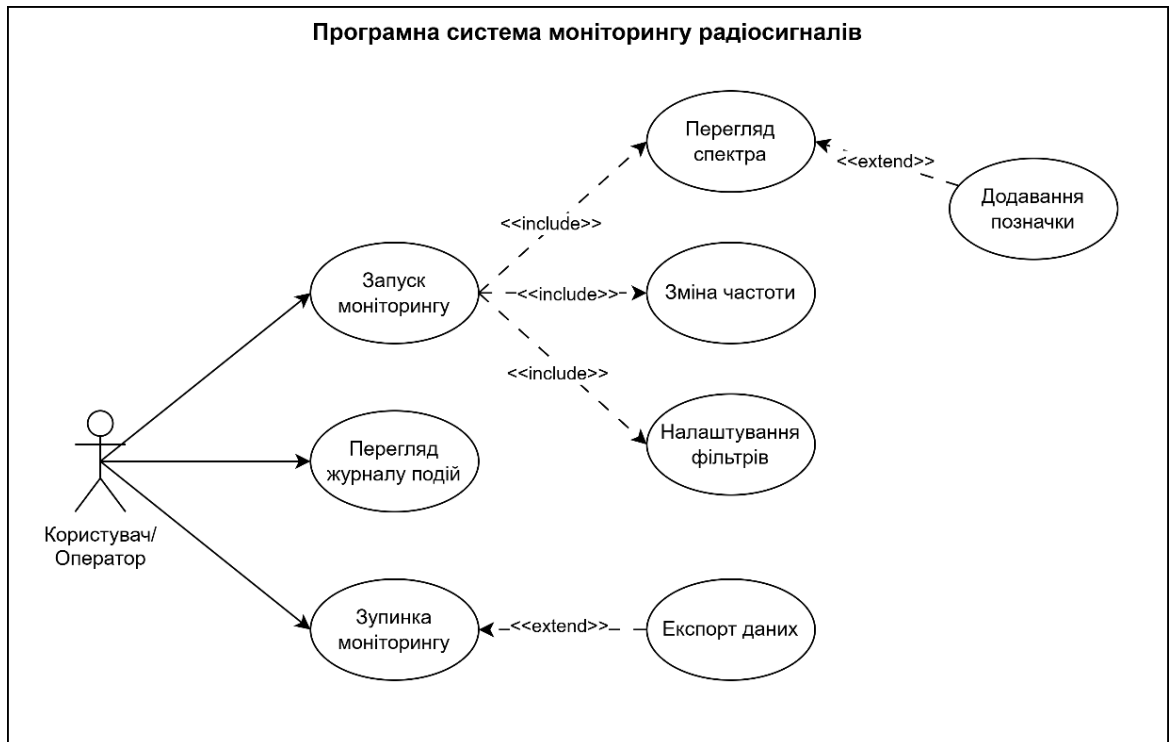 Програмна система моніторингу радіосигналів
Перегляд
спектра
<<extend>>
Додавання
позначки
<<include>>
Запуск
моніторингу
<<include>>
Зміна частоти
<<include>>
Налаштування
фільтрів
Перегляд
журналу подій
Користувач/
Оператор
Зупинка
моніторингу
<<extend>>
Експорт даних